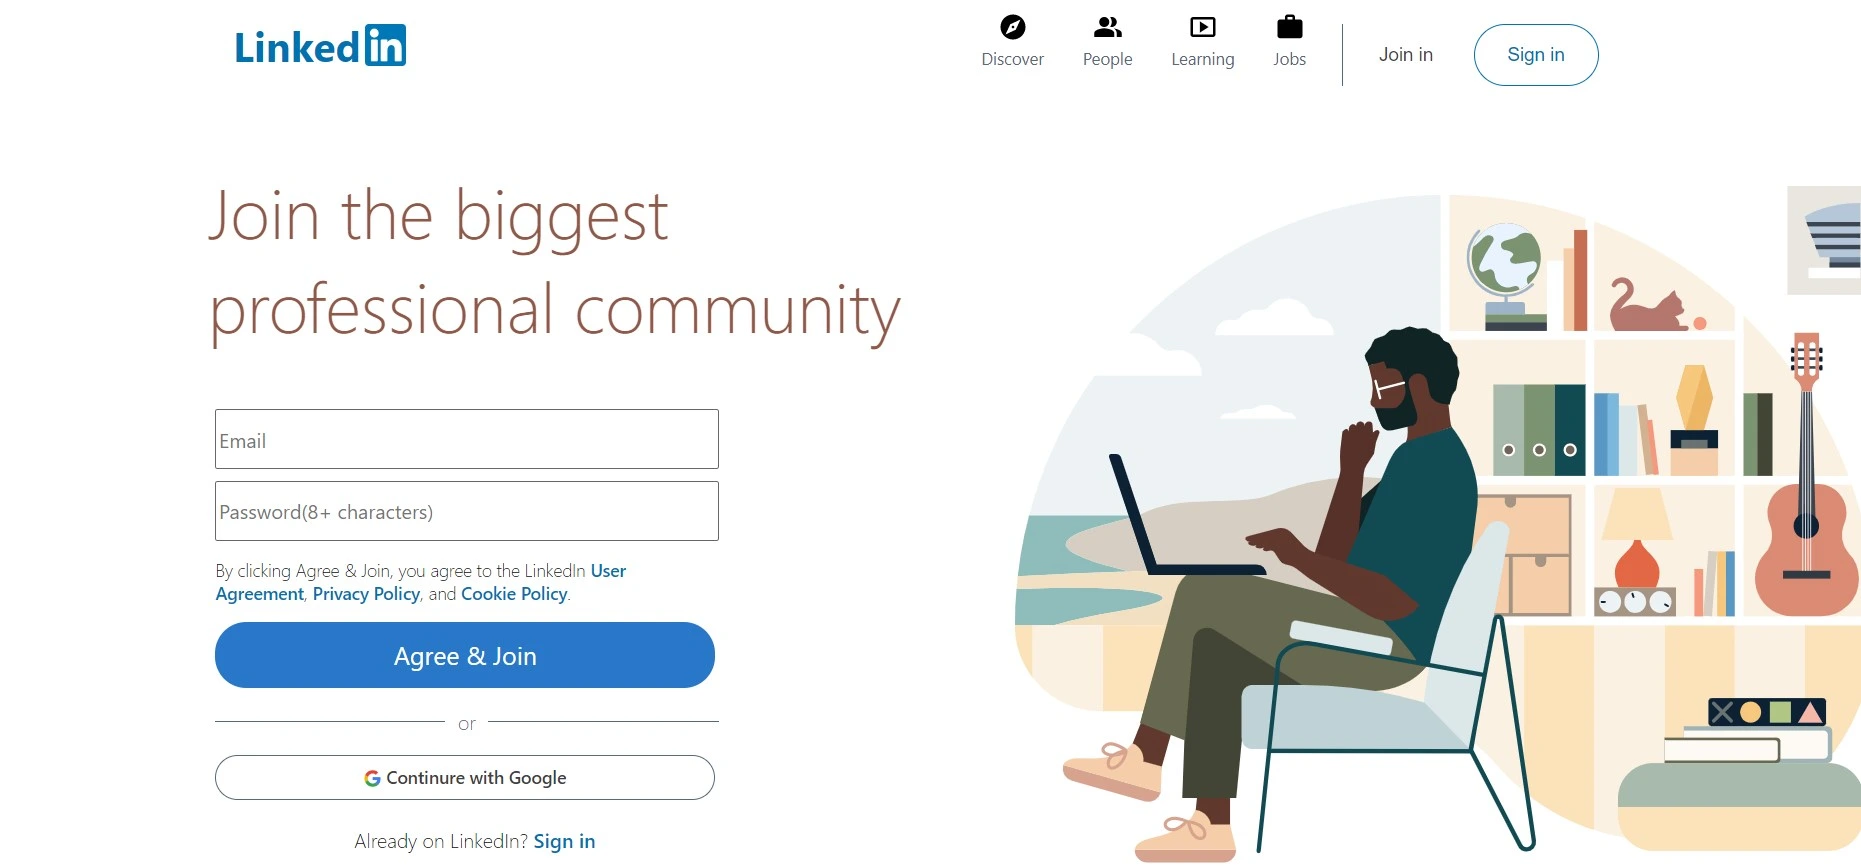 Linked in
Discover
People
Learning
Jobs
Join in
Sign in
Join the biggest
professional community
Email
Password(8+ characters)
By clicking Agree & Join, you agree to the LinkedIn User
Agreement, Privacy Policy, and Cookie Policy.
Agree & Join
or
Continure with Google
Already on LinkedIn? Sign in